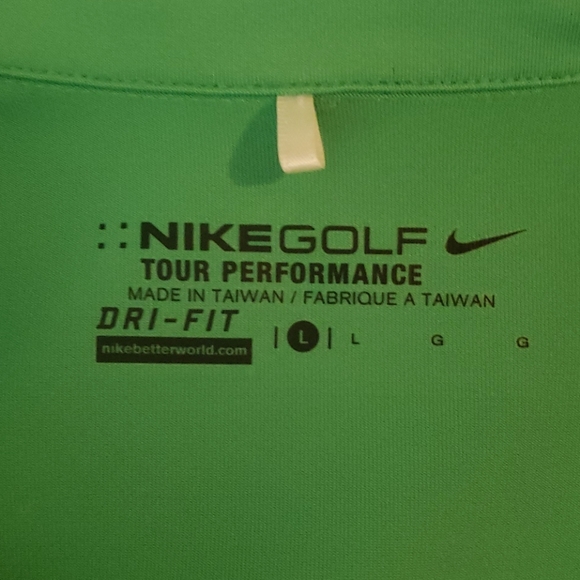 NIKEGOLF
TOUR PERFORMANCE
MADE IN TAIWAN / FABRIQUE A TAIWAN
DRI-FIT
nikebetterworld.com
| L | L G G